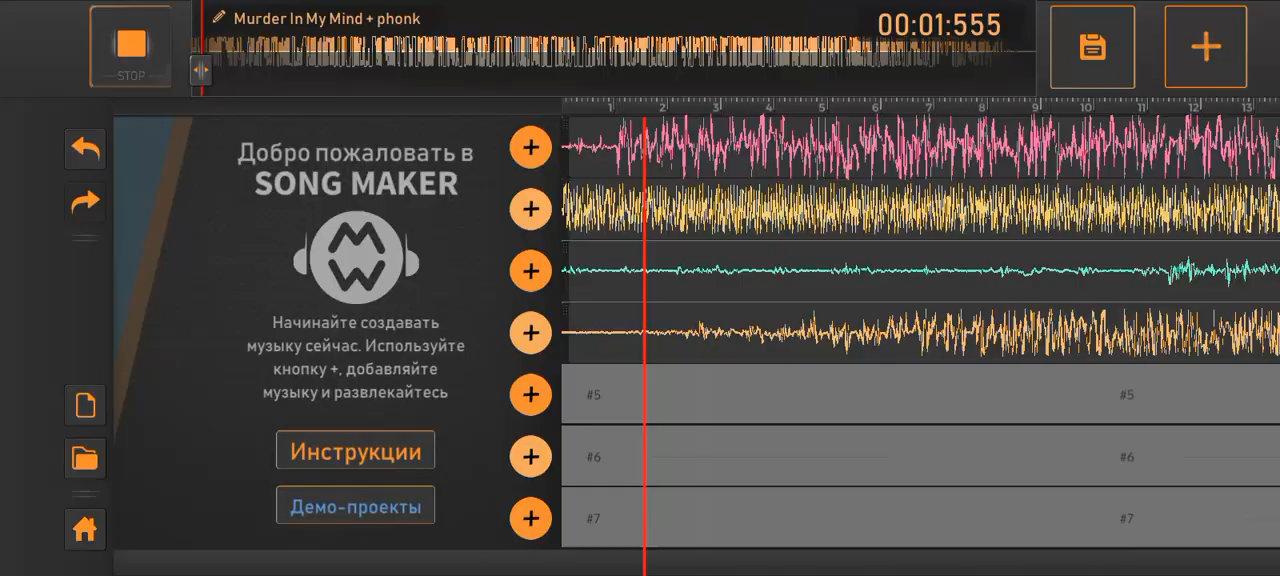 Murder In My Mind + phonk
00:01:555
STOP
1 2 3 4 5 6 7 8 9 10 11 12 13
Добро пожаловать в
SONG MAKER
Начинайте создавать
музыку сейчас. Используйте
кнопку +, добавляйте
музыку и развлекайтесь
Инструкции
Демо-проекты
#5 #5
#6 #6
#7 #7